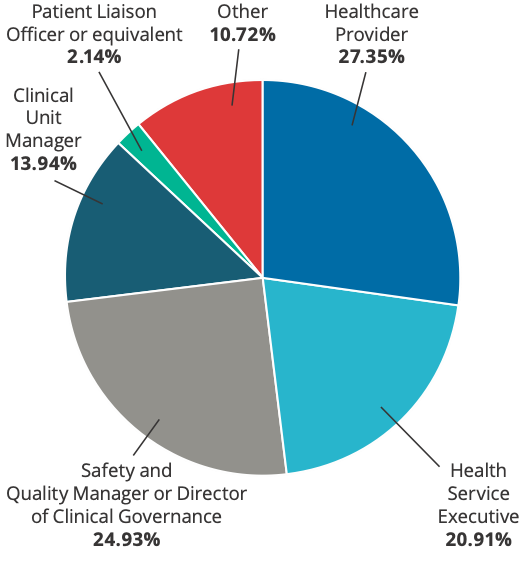 Patient Liaison
Officer or equivalent
2.14%
Other
10.72%
Healthcare
Provider
27.35%
Clinical
Unit
Manager
13.94%
Safety and
Quality Manager or Director
of Clinical Governance
24.93%
Health
Service
Executive
20.91%